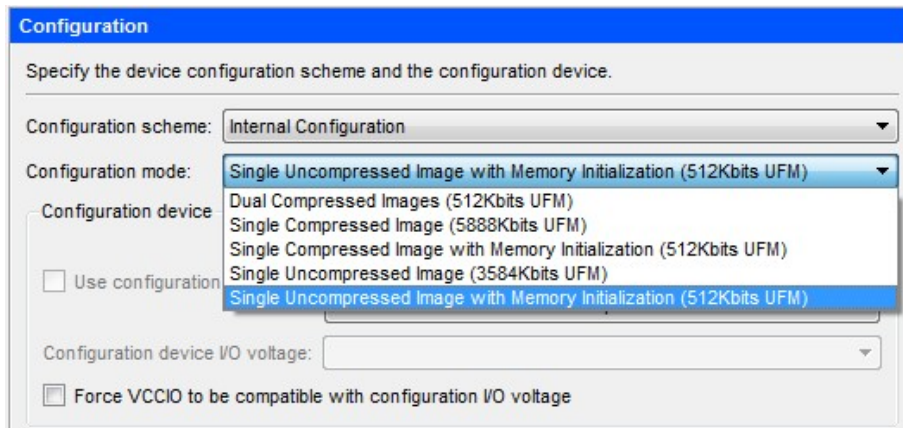 Configuration
Specify the device configuration scheme and the configuration device.
Configuration scheme: Internal Configuration
Configuration mode: Single Uncompressed Image with Memory Initialization (512Kbits UFM)
Dual Compressed Images (512Kbits UFM)
Configuration device
Single Compressed Image (5888Kbits UFM)
Single Compressed Image with Memory Initialization (512Kbits UFM)
Use configuration
Single Uncompressed Image (3584Kbits UFM)
Single Uncompressed Image with Memory Initialization (512Kbits UFM)
Configuration device I/O voltage:
Force VCCIO to be compatible with configuration I/O voltage